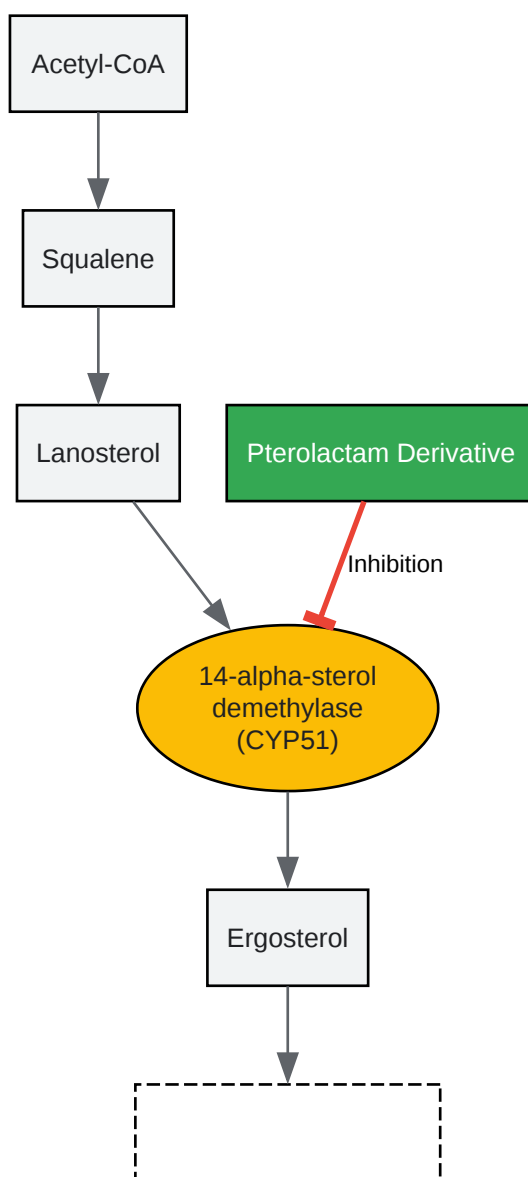 Acetyl-CoA
Squalene
Lanosterol
Pterolactam Derivative
Inhibition
14-alpha-sterol
demethylase
(CYP51)
Ergosterol